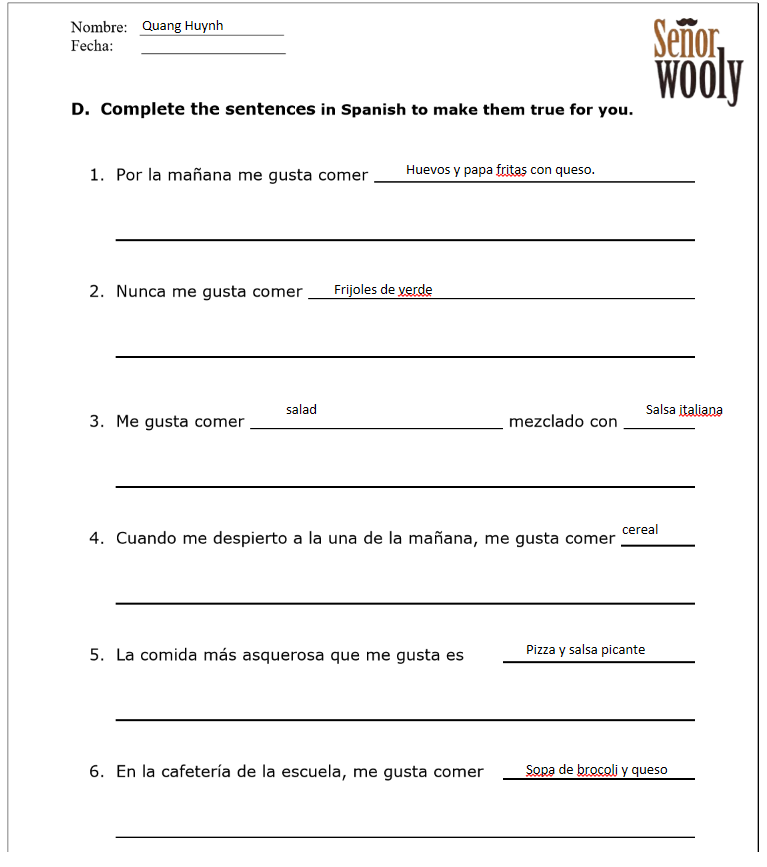 Nombre: Quang Huynh
Fecha:
Señor
wooly
D. Complete the sentences in Spanish to make them true for you.
1. Por la mañana me gusta comer Huevos y papa fritas con queso.
2. Nunca me gusta comer Frijoles de verde
3. Me gusta comer salad mezclado con Salsa italiana
4. Cuando me despierto a la una de la mañana, me gusta comer cereal
5. La comida más asquerosa que me gusta es Pizza y salsa picante
6. En la cafetería de la escuela, me gusta comer Sopa de brocoli y queso